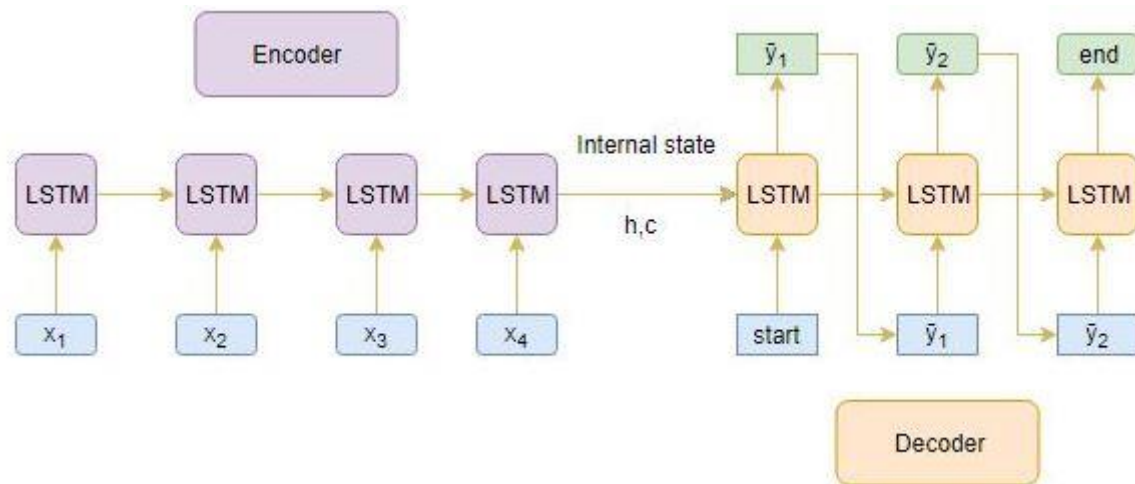 Encoder
ȳ₁ ȳ₂ end
Internal state
LSTM LSTM LSTM LSTM LSTM LSTM LSTM
h,c
x₁ x₂ x₃ x₄ start ȳ₁ ȳ₂
Decoder